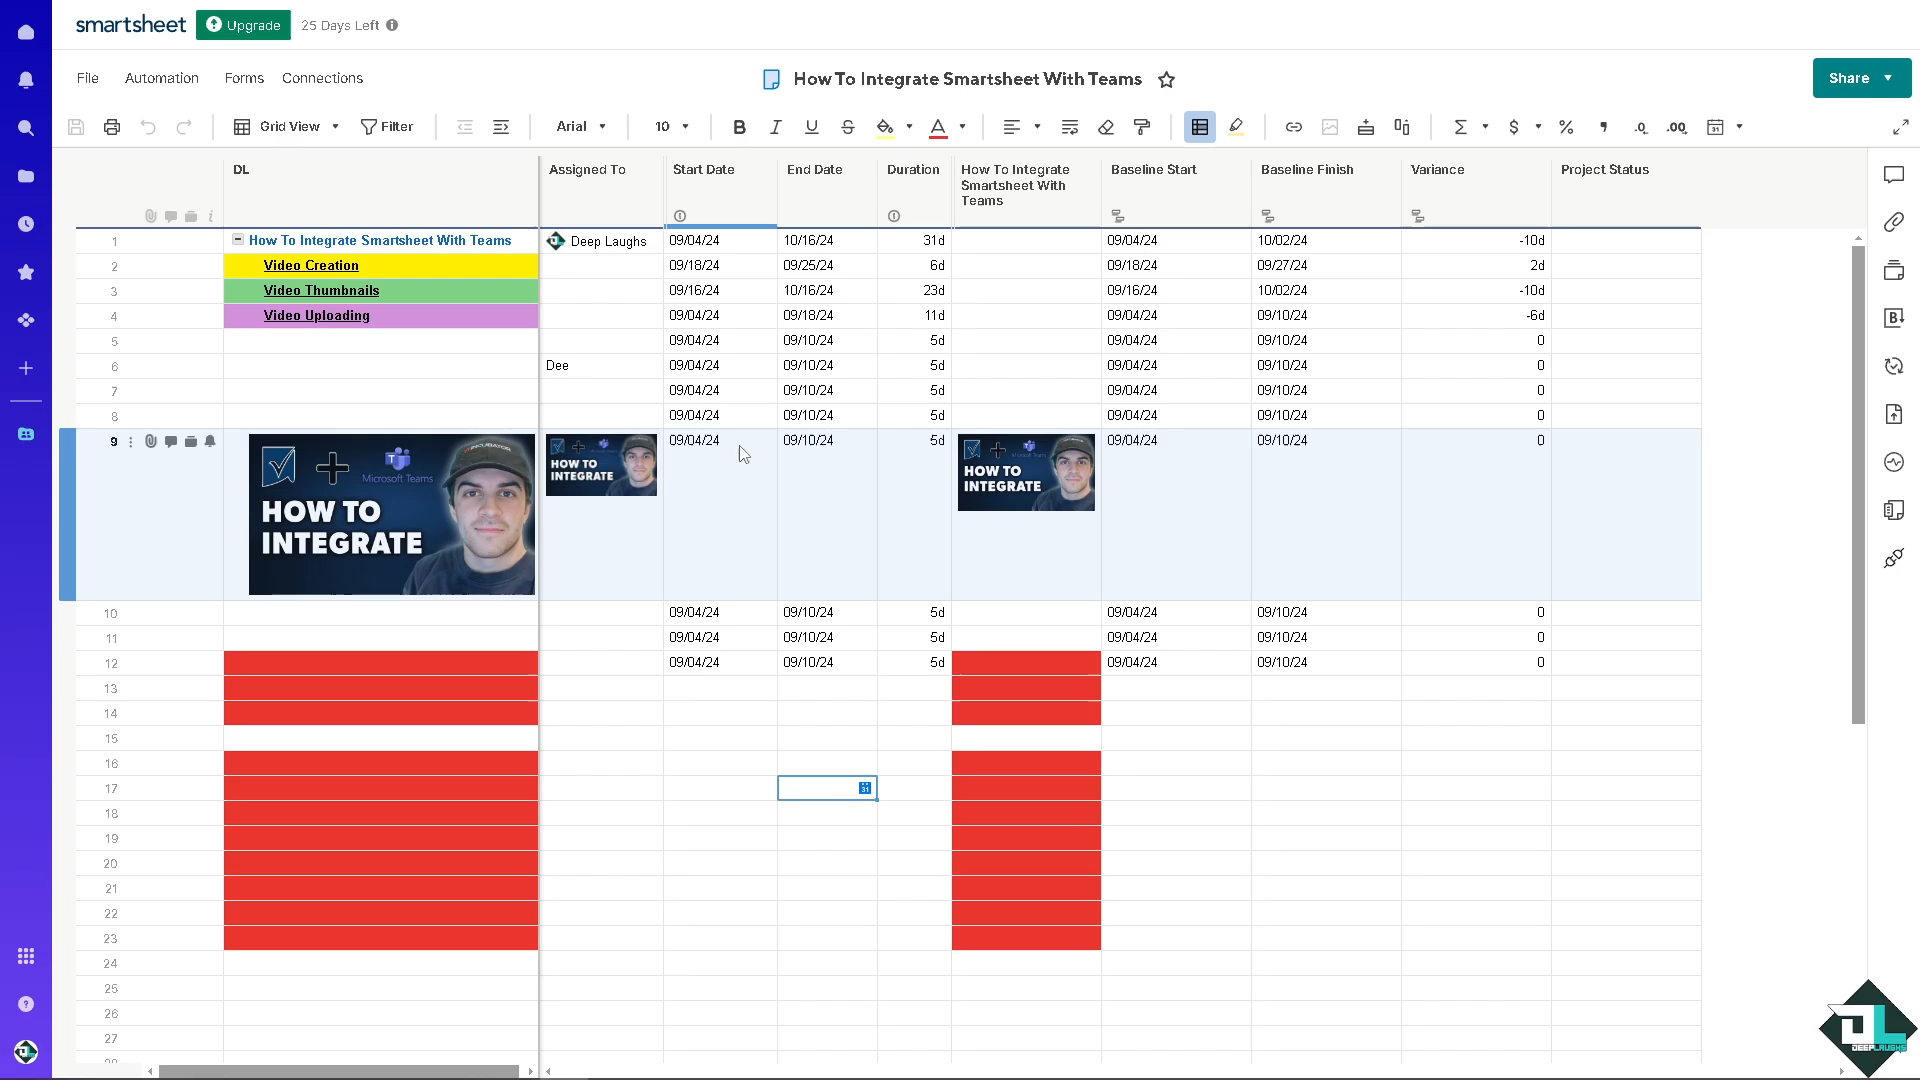 smartsheet Upgrade 25 Days Left
File Automation Forms Connections How To Integrate Smartsheet With Teams Share
Grid View Filter Arial 10
DL Assigned To Start Date End Date Duration How To Integrate Baseline Start Baseline Finish Variance Project Status
Smartsheet With
Teams
1 How To Integrate Smartsheet With Teams Deep Laughs 09/04/24 10/16/24 31d 09/04/24 10/02/24 -10d
2 Video Creation 09/18/24 09/25/24 6d 09/18/24 09/27/24 2d
3 Video Thumbnails 09/16/24 10/16/24 23d 09/16/24 10/02/24 -10d
4 Video Uploading 09/04/24 09/18/24 11d 09/04/24 09/10/24 -6d
5 09/04/24 09/10/24 5d 09/04/24 09/10/24 0
6 Dee 09/04/24 09/10/24 5d 09/04/24 09/10/24 0
7 09/04/24 09/10/24 5d 09/04/24 09/10/24 0
8 09/04/24 09/10/24 5d 09/04/24 09/10/24 0
9 09/04/24 09/10/24 5d 09/04/24 09/10/24 0
Microsoft Teams
HOW TO
INTEGRATE
HOW TO
INTEGRATE
HOW TO
INTEGRATE
10 09/04/24 09/10/24 5d 09/04/24 09/10/24 0
11 09/04/24 09/10/24 5d 09/04/24 09/10/24 0
12 09/04/24 09/10/24 5d 09/04/24 09/10/24 0
13
14
15
16
17
18
19
20
21
22
23
24
25
26
27
DEEPLAUGHS